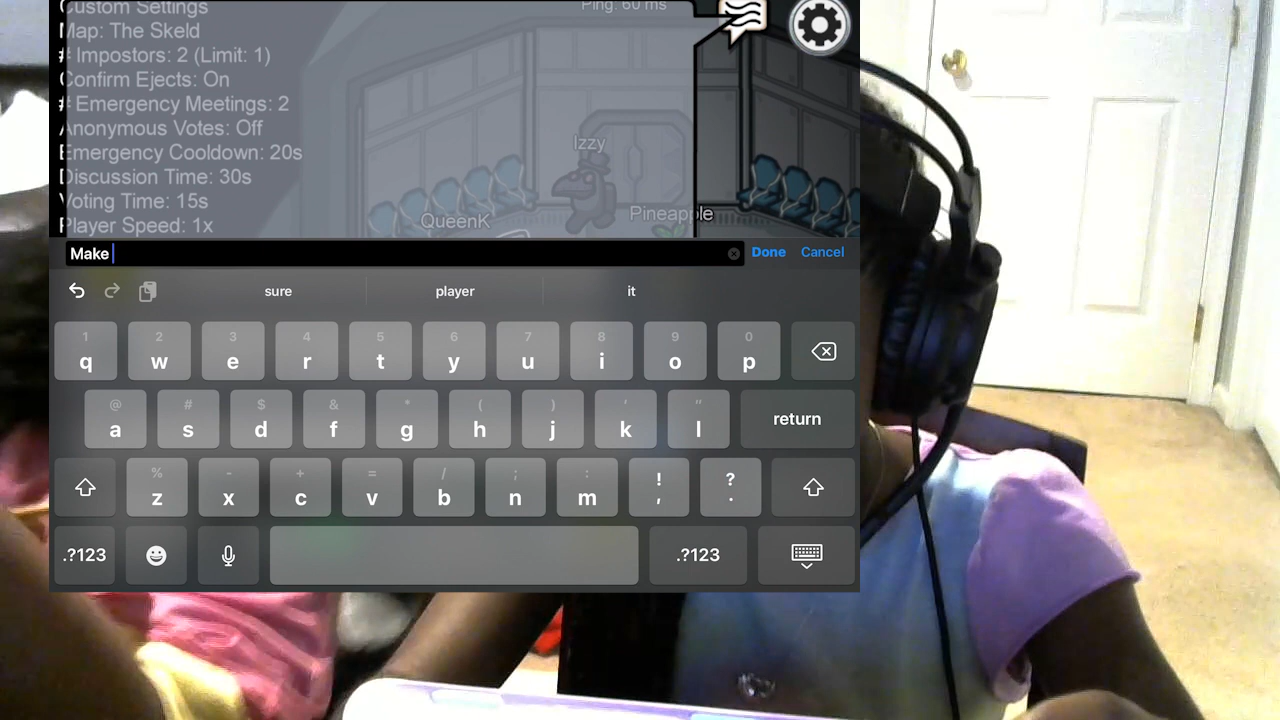 Custom Settings
Ping: 60 ms
Map: The Skeld
# Impostors: 2 (Limit: 1)
Confirm Ejects: On
# Emergency Meetings: 2
Anonymous Votes: Off
Emergency Cooldown: 20s
Discussion Time: 30s
Voting Time: 15s
Player Speed: 1x
Izzy
QueenK
Pineapple
Make
Done Cancel
sure player it
1 2 3 4 5 6 7 8 9 0
q w e r t y u i o p
@ # $ & * ( ) ' "
a s d f g h j k l return
% - + = / ; : ! ?
z x c v b n m , .
.?123 .?123